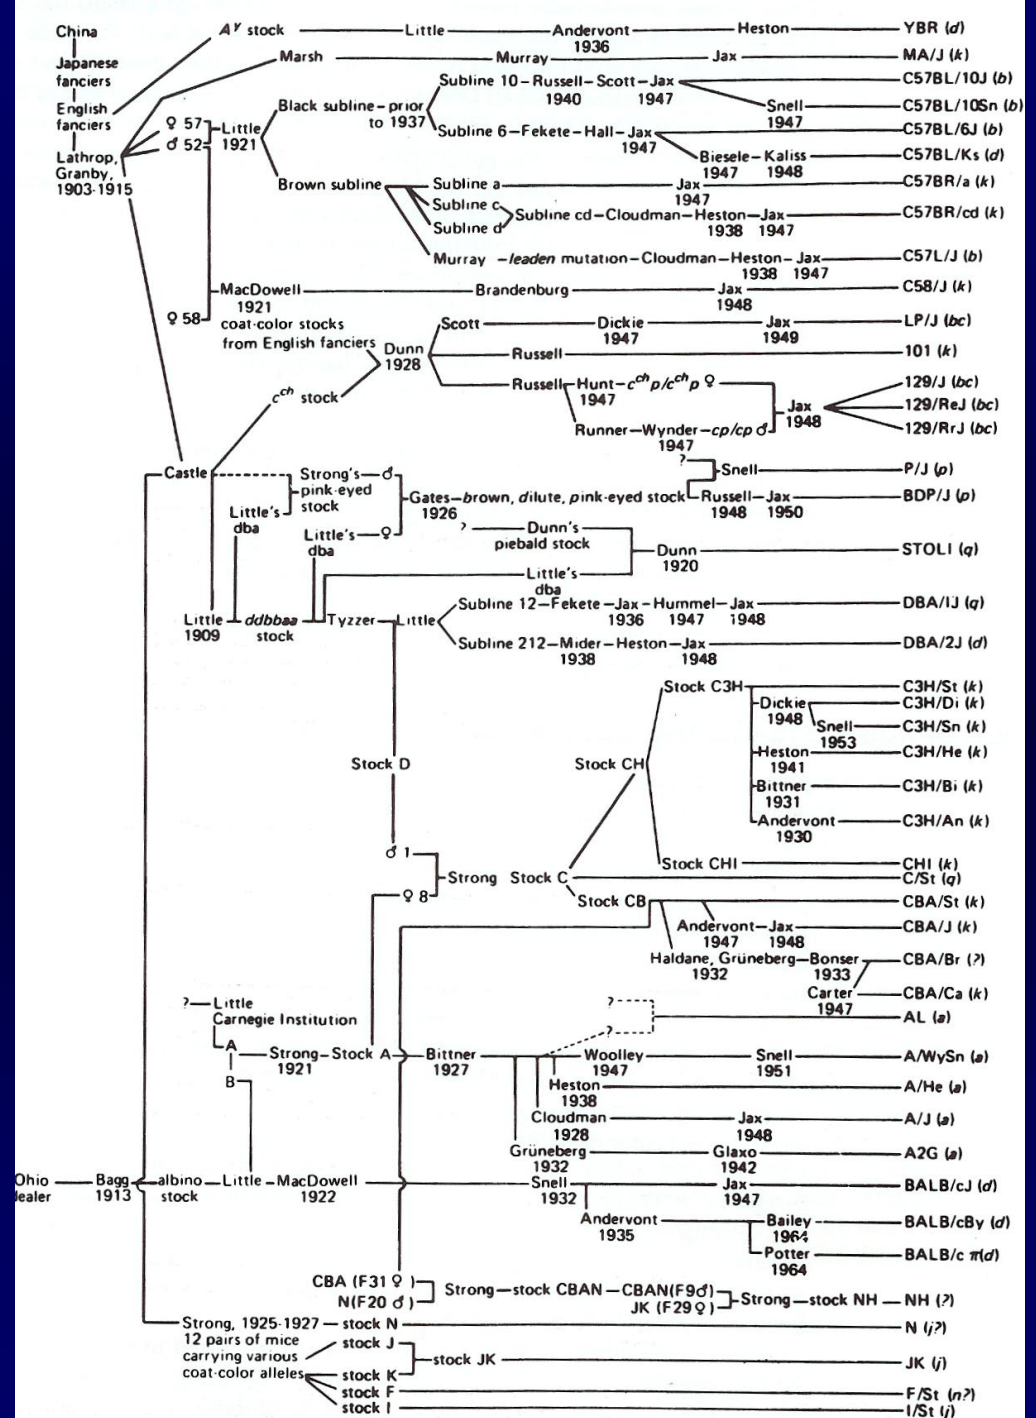 China
Japanese
fanciers
English
fanciers
Lathrop,
Granby,
1903-1915
Aʸ stock Little Andervont Heston YBR (d)
1936
Marsh Murray Jax MA/J (k)
Subline 10–Russell–Scott–Jax C57BL/10J (b)
1940 1947
Snell C57BL/10Sn (b)
1947
Black subline–prior
to 1937
♀ 57
♂ 52
Little
1921
Subline 6–Fekete–Hall–Jax C57BL/6J (b)
1947
Biesele–Kaliss C57BL/Ks (d)
1947 1948
Brown subline Subline a Jax C57BR/a (k)
1947
Subline c
Subline d
Subline cd–Cloudman–Heston–Jax C57BR/cd (k)
1938 1947
Murray –leaden mutation–Cloudman–Heston–Jax C57L/J (b)
1938 1947
♀ 58
MacDowell Brandenburg Jax C58/J (k)
1921 1948
coat-color stocks
from English fanciers
Dunn
1928
Scott Dickie Jax LP/J (bc)
1947 1949
Russell 101 (k)
cᶜʰ stock
Russell Hunt–cᶜʰp/cᶜʰp ♀ 129/J (bc)
1947
Jax 129/ReJ (bc)
1948
Runner–Wynder–cp/cp ♂ 129/RrJ (bc)
1947
Castle Strong's ♂ ? Snell P/J (p)
pink-eyed
stock
Gates–brown, dilute, pink-eyed stock Russell–Jax BDP/J (p)
1926 1948 1950
Little's
dba
Little's ♀
dba
? Dunn's
piebald stock
Dunn STOLI (q)
1920
Little's
dba
Little ddbbaa Tyzzer Little
1909 stock
Subline 12–Fekete–Jax–Hummel–Jax DBA/1J (q)
1936 1947 1948
Subline 212–Mider–Heston–Jax DBA/2J (d)
1938 1948
Stock C3H C3H/St (k)
Dickie C3H/Di (k)
1948
Snell C3H/Sn (k)
1953
Stock D Stock CH
Heston C3H/He (k)
1941
Bittner C3H/Bi (k)
1931
Andervont C3H/An (k)
1930
♂ 1
Stock CHI CHI (k)
Strong Stock C C/St (q)
♀ 8
Stock CB CBA/St (k)
Andervont–Jax CBA/J (k)
1947 1948
Haldane, Grüneberg–Bonser CBA/Br (?)
1932 1933
Carter CBA/Ca (k)
1947
?–Little ?
Carnegie Institution
AL (a)
?
A
Strong–Stock A Bittner Woolley Snell A/WySn (a)
1921 1927 1947 1951
B
Heston A/He (a)
1938
Cloudman Jax A/J (a)
1928 1948
Grüneberg Glaxo A2G (a)
1932 1942
Ohio Bagg albino Little–MacDowell Snell Jax BALB/cJ (d)
dealer 1913 stock 1922 1932 1947
Andervont Bailey BALB/cBy (d)
1935 1964
Potter BALB/c π(d)
1964
CBA (F31 ♀ )
N(F20 ♂ )
Strong–stock CBAN–CBAN(F9♂)
JK (F29♀)
Strong–stock NH–NH (?)
Strong, 1925-1927–stock N N (j?)
12 pairs of mice
carrying various
coat-color alleles
stock J
stock JK JK (j)
stock K
stock F F/St (n?)
stock I I/St (j)